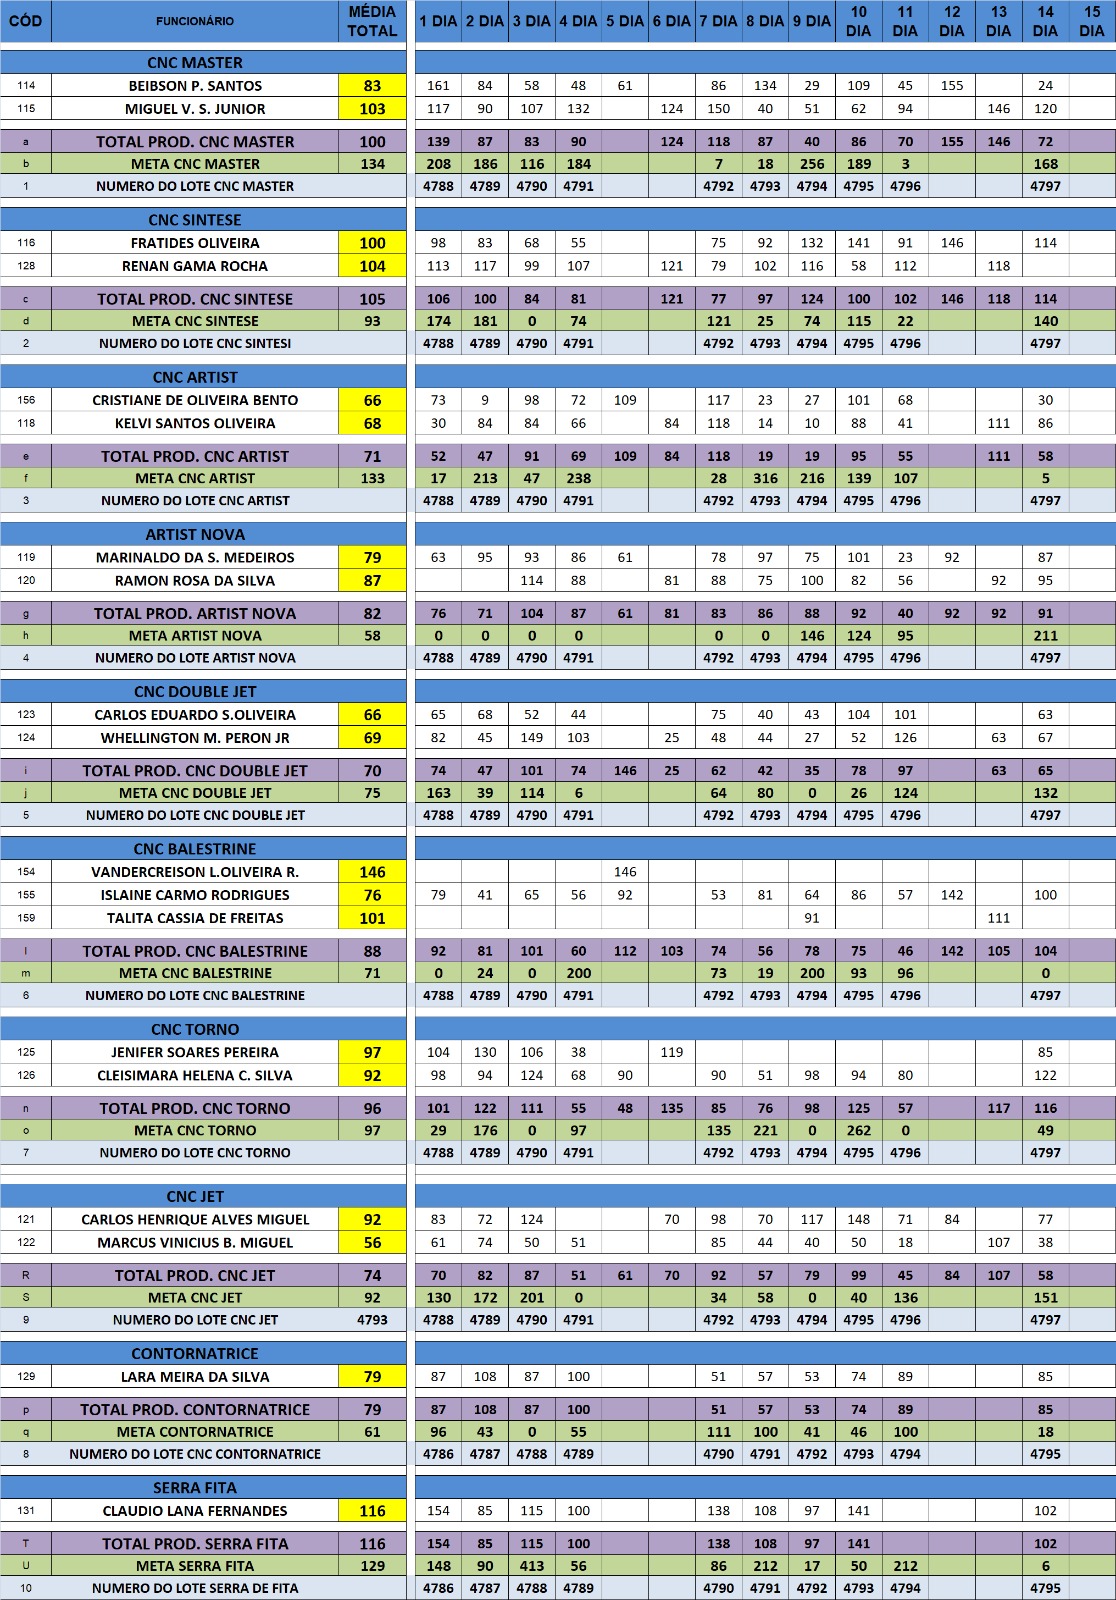 CÓD FUNCIONÁRIO MÉDIA TOTAL 1 DIA 2 DIA 3 DIA 4 DIA 5 DIA 6 DIA 7 DIA 8 DIA 9 DIA 10 DIA 11 DIA 12 DIA 13 DIA 14 DIA 15 DIA
CNC MASTER
114 BEIBSON P. SANTOS 83 161 84 58 48 61 86 134 29 109 45 155 24
115 MIGUEL V. S. JUNIOR 103 117 90 107 132 124 150 40 51 62 94 146 120
a TOTAL PROD. CNC MASTER 100 139 87 83 90 124 118 87 40 86 70 155 146 72
b META CNC MASTER 134 208 186 116 184 7 18 256 189 3 168
1 NUMERO DO LOTE CNC MASTER 4788 4789 4790 4791 4792 4793 4794 4795 4796 4797
CNC SINTESE
116 FRATIDES OLIVEIRA 100 98 83 68 55 75 92 132 141 91 146 114
128 RENAN GAMA ROCHA 104 113 117 99 107 121 79 102 116 58 112 118
c TOTAL PROD. CNC SINTESE 105 106 100 84 81 121 77 97 124 100 102 146 118 114
d META CNC SINTESE 93 174 181 0 74 121 25 74 115 22 140
2 NUMERO DO LOTE CNC SINTESI 4788 4789 4790 4791 4792 4793 4794 4795 4796 4797
CNC ARTIST
156 CRISTIANE DE OLIVEIRA BENTO 66 73 9 98 72 109 117 23 27 101 68 30
118 KELVI SANTOS OLIVEIRA 68 30 84 84 66 84 118 14 10 88 41 111 86
e TOTAL PROD. CNC ARTIST 71 52 47 91 69 109 84 118 19 19 95 55 111 58
f META CNC ARTIST 133 17 213 47 238 28 316 216 139 107 5
3 NUMERO DO LOTE CNC ARTIST 4788 4789 4790 4791 4792 4793 4794 4795 4796 4797
ARTIST NOVA
119 MARINALDO DA S. MEDEIROS 79 63 95 93 86 61 78 97 75 101 23 92 87
120 RAMON ROSA DA SILVA 87 114 88 81 88 75 100 82 56 92 95
g TOTAL PROD. ARTIST NOVA 82 76 71 104 87 61 81 83 86 88 92 40 92 92 91
h META ARTIST NOVA 58 0 0 0 0 0 0 146 124 95 211
4 NUMERO DO LOTE ARTIST NOVA 4788 4789 4790 4791 4792 4793 4794 4795 4796 4797
CNC DOUBLE JET
123 CARLOS EDUARDO S.OLIVEIRA 66 65 68 52 44 75 40 43 104 101 63
124 WHELLINGTON M. PERON JR 69 82 45 149 103 25 48 44 27 52 126 63 67
i TOTAL PROD. CNC DOUBLE JET 70 74 47 101 74 146 25 62 42 35 78 97 63 65
j META CNC DOUBLE JET 75 163 39 114 6 64 80 0 26 124 132
5 NUMERO DO LOTE CNC DOUBLE JET 4788 4789 4790 4791 4792 4793 4794 4795 4796 4797
CNC BALESTRINE
154 VANDERCREISON L.OLIVEIRA R. 146 146
155 ISLAINE CARMO RODRIGUES 76 79 41 65 56 92 53 81 64 86 57 142 100
159 TALITA CASSIA DE FREITAS 101 91 111
l TOTAL PROD. CNC BALESTRINE 88 92 81 101 60 112 103 74 56 78 75 46 142 105 104
m META CNC BALESTRINE 71 0 24 0 200 73 19 200 93 96 0
6 NUMERO DO LOTE CNC BALESTRINE 4788 4789 4790 4791 4792 4793 4794 4795 4796 4797
CNC TORNO
125 JENIFER SOARES PEREIRA 97 104 130 106 38 119 85
126 CLEISIMARA HELENA C. SILVA 92 98 94 124 68 90 90 51 98 94 80 122
n TOTAL PROD. CNC TORNO 96 101 122 111 55 48 135 85 76 98 125 57 117 116
o META CNC TORNO 97 29 176 0 97 135 221 0 262 0 49
7 NUMERO DO LOTE CNC TORNO 4788 4789 4790 4791 4792 4793 4794 4795 4796 4797
CNC JET
121 CARLOS HENRIQUE ALVES MIGUEL 92 83 72 124 70 98 70 117 148 71 84 77
122 MARCUS VINICIUS B. MIGUEL 56 61 74 50 51 85 44 40 50 18 107 38
R TOTAL PROD. CNC JET 74 70 82 87 51 61 70 92 57 79 99 45 84 107 58
S META CNC JET 92 130 172 201 0 34 58 0 40 136 151
9 NUMERO DO LOTE CNC JET 4793 4788 4789 4790 4791 4792 4793 4794 4795 4796 4797
CONTORNATRICE
129 LARA MEIRA DA SILVA 79 87 108 87 100 51 57 53 74 89 85
p TOTAL PROD. CONTORNATRICE 79 87 108 87 100 51 57 53 74 89 85
q META CONTORNATRICE 61 96 43 0 55 111 100 41 46 100 18
8 NUMERO DO LOTE CNC CONTORNATRICE 4786 4787 4788 4789 4790 4791 4792 4793 4794 4795
SERRA FITA
131 CLAUDIO LANA FERNANDES 116 154 85 115 100 138 108 97 141 102
T TOTAL PROD. SERRA FITA 116 154 85 115 100 138 108 97 141 102
U META SERRA FITA 129 148 90 413 56 86 212 17 50 212 6
10 NUMERO DO LOTE SERRA DE FITA 4786 4787 4788 4789 4790 4791 4792 4793 4794 4795